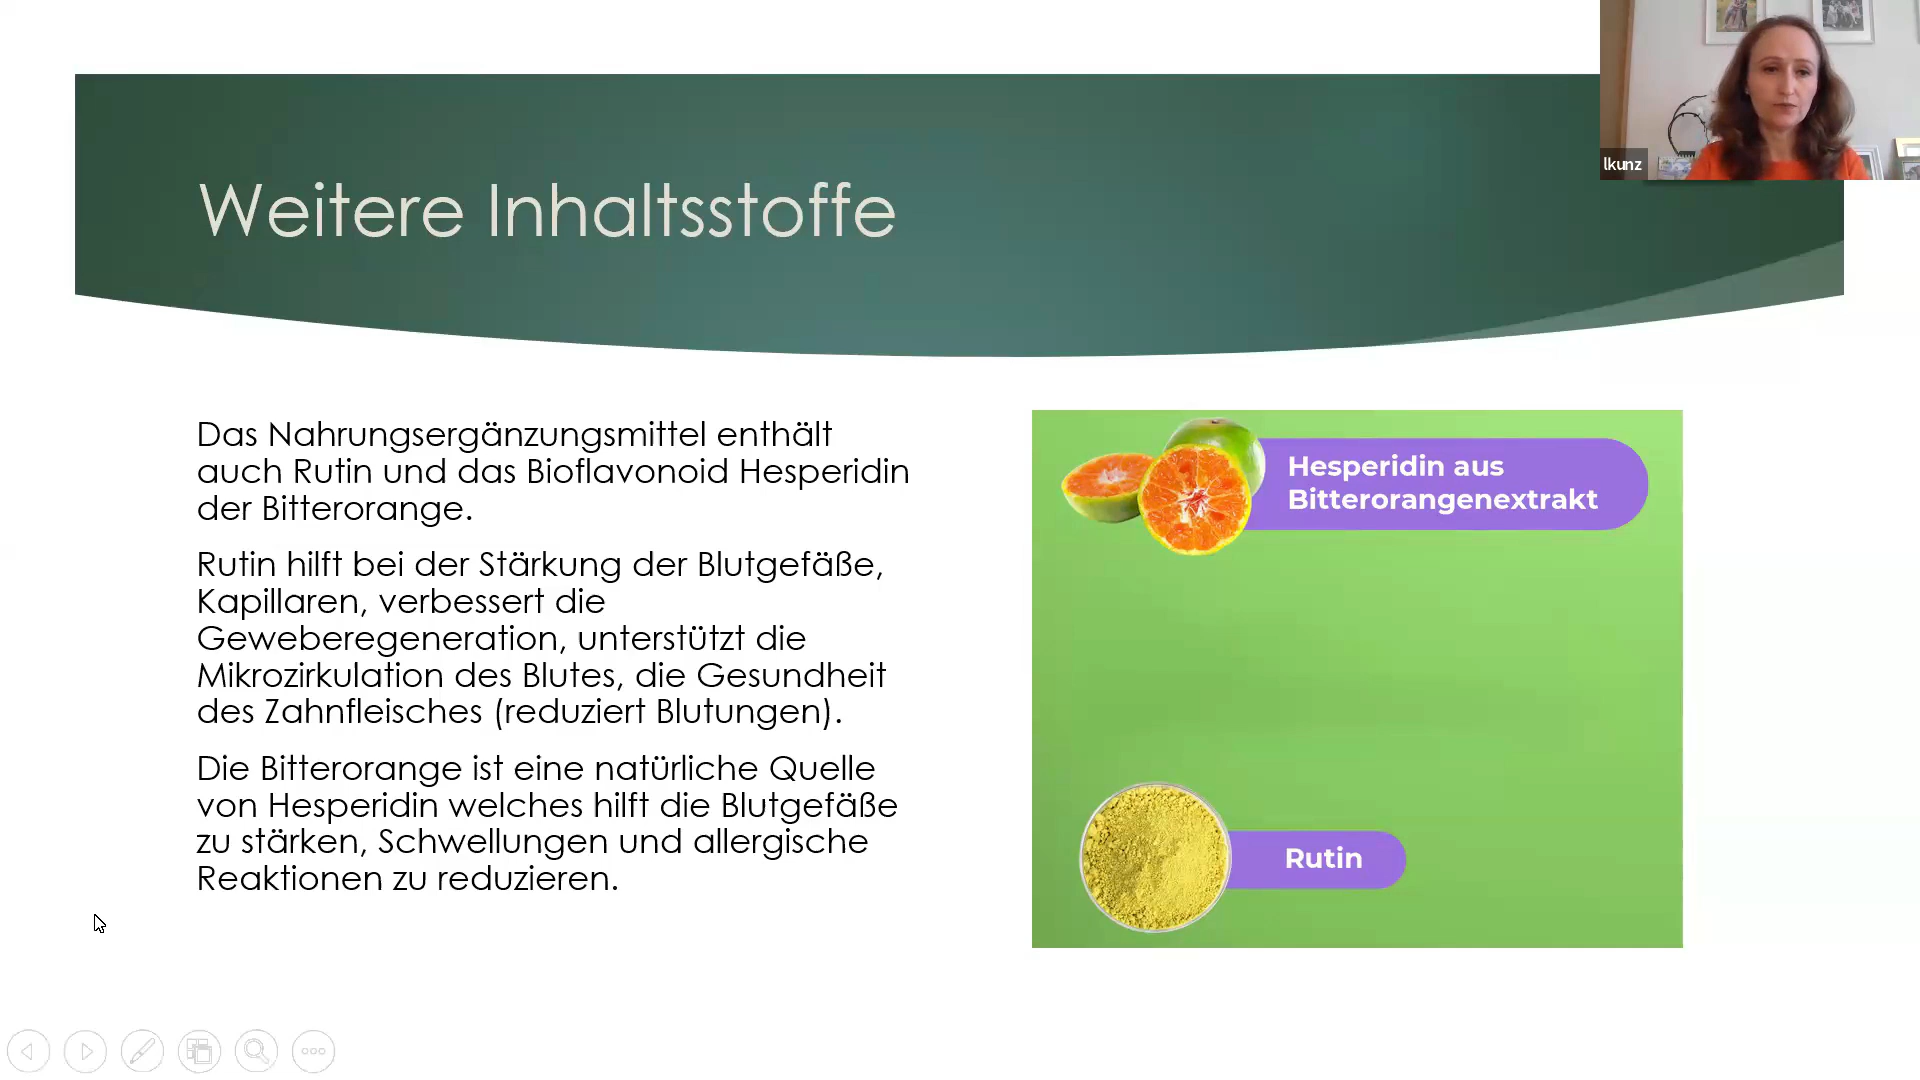 lkunz
Weitere Inhaltsstoffe
Das Nahrungsergänzungsmittel enthält
auch Rutin und das Bioflavonoid Hesperidin
der Bitterorange.
Rutin hilft bei der Stärkung der Blutgefäße,
Kapillaren, verbessert die
Geweberegeneration, unterstützt die
Mikrozirkulation des Blutes, die Gesundheit
des Zahnfleisches (reduziert Blutungen).
Die Bitterorange ist eine natürliche Quelle
von Hesperidin welches hilft die Blutgefäße
zu stärken, Schwellungen und allergische
Reaktionen zu reduzieren.
Hesperidin aus
Bitterorangenextrakt
Rutin